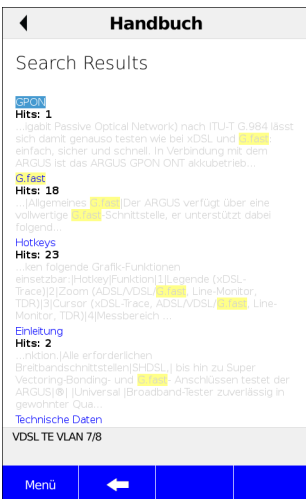 Handbuch
Search Results
GPON
Hits: 1
...igabit Passive Optical Network) nach ITU-T G.984 lässt
sich damit genauso testen wie bei xDSL und G.fast
einfach, sicher und schnell. In Verbindung mit dem
ARGUS ist das ARGUS GPON ONT akkubetrieb...
G.fast
Hits: 18
...|Allgemeines G.fast|Der ARGUS verfügt über eine
vollwertige G.fast-Schnittstelle, er unterstützt dabei
folgend...
Hotkeys
Hits: 23
...ken folgende Grafik-Funktionen
einsetzbar:|Hotkey|Funktion|1|Legende (xDSL-
Trace)|2|Zoom (ADSL/VDSL/G.fast, Line-Monitor,
TDR)|3|Cursor (xDSL-Trace, ADSL/VDSL/G.fast, Line-
Monitor, TDR)|4|Messbereich ...
Einleitung
Hits: 2
...nktion.|Alle erforderlichen
Breitbandschnittstellen|SHDSL,| bis hin zu Super
Vectoring-Bonding- und G.fast- Anschlüssen testet der
ARGUS|®| |Universal |Broadband-Tester zuverlässig in
gewohnter Qua...
Technische Daten
VDSL TE VLAN 7/8
Menü